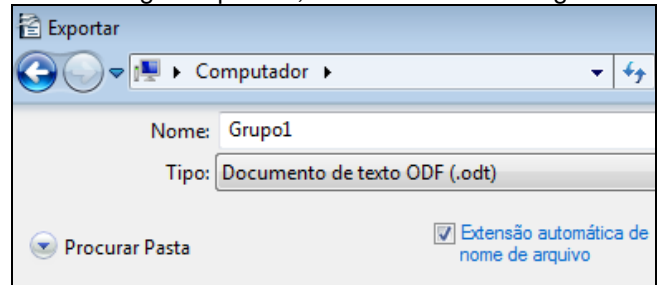 Exportar
Computador
Nome: Grupo1
Tipo: Documento de texto ODF (.odt)
Procurar Pasta
Extensão automática de
nome de arquivo